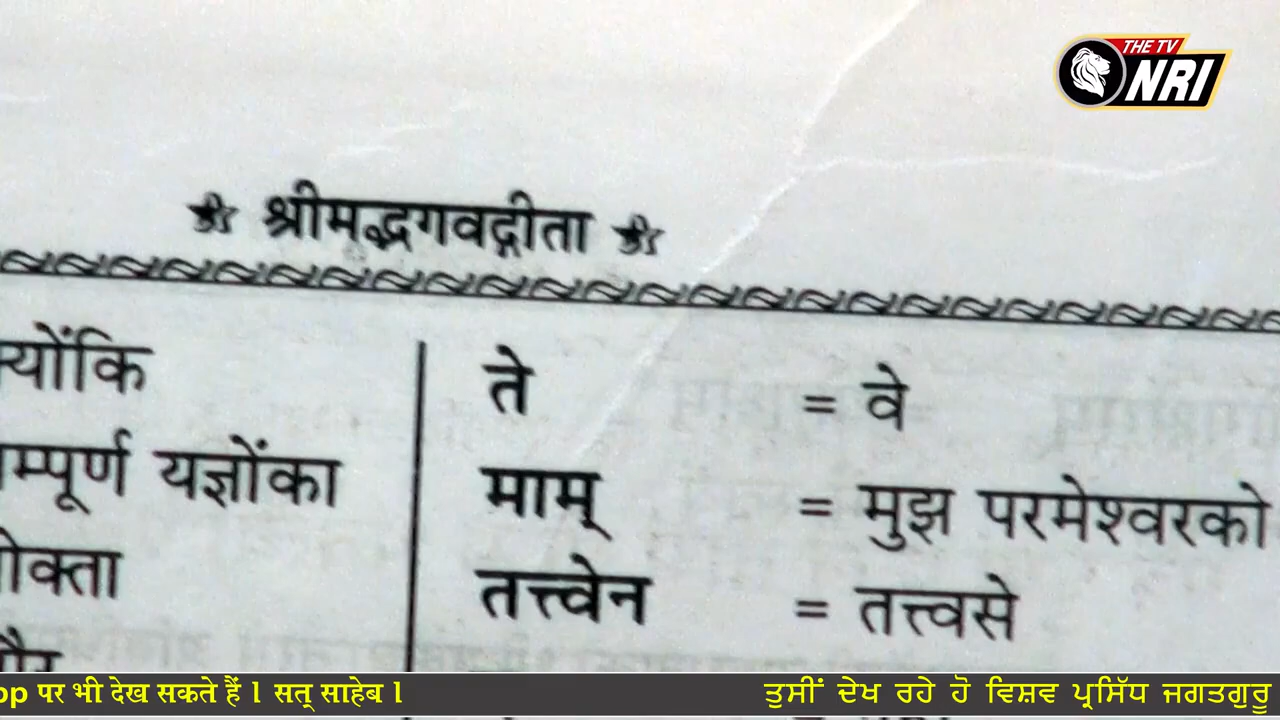 THE TV
NRI
श्रीमद्भगवद्गीता
यज्ञोंका
ते = वे
माम् = मुझ परमेश्वरको
तत्त्वेन = तत्त्वसे
पर भी देख सकते हैं l सत् साहेब l
ਤੁਸੀਂ ਦੇਖ ਰਹੇ ਹੋ ਵਿਸ਼ਵ ਪ੍ਰਸਿੱਧ ਜਗਤਗੁਰੂ